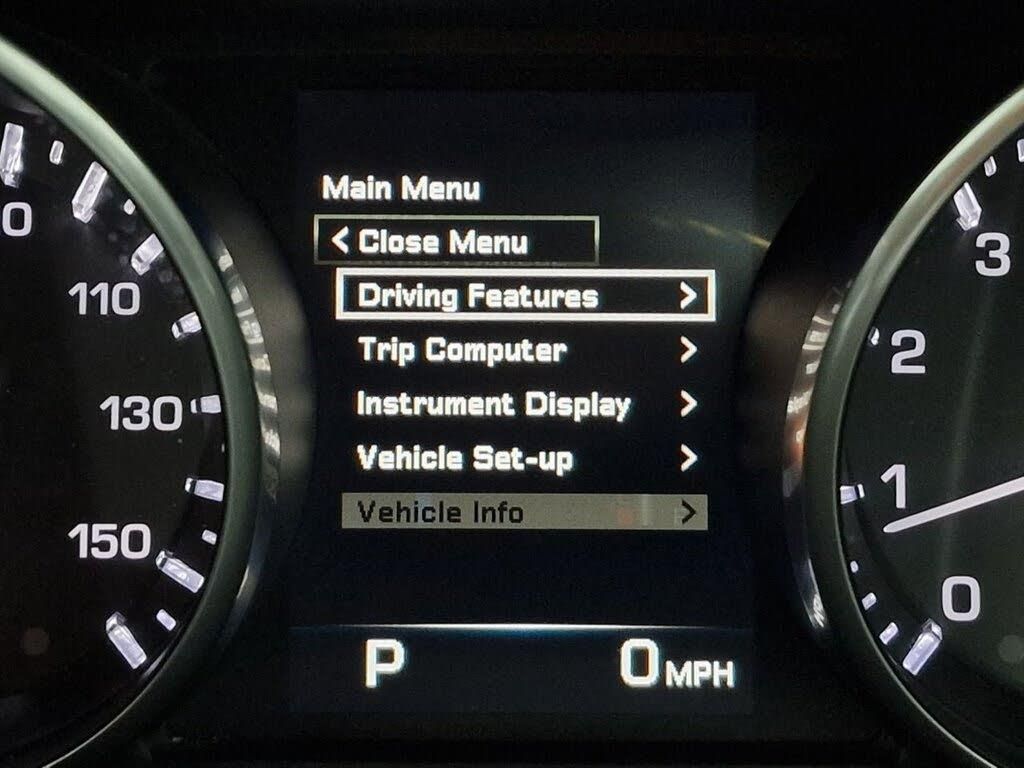 Main Menu
< Close Menu
Driving Features >
Trip Computer >
Instrument Display >
Vehicle Set-up >
Vehicle Info >
P
0 MPH
110
130
150
3
2
1
0